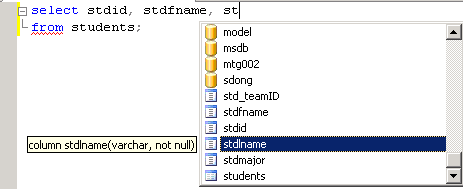 select stdid, stdfname, st
from students;
model
msdb
mtg002
sdong
std_teamID
stdfname
stdid
stdlname
stdmajor
students
column stdlname(varchar, not null)